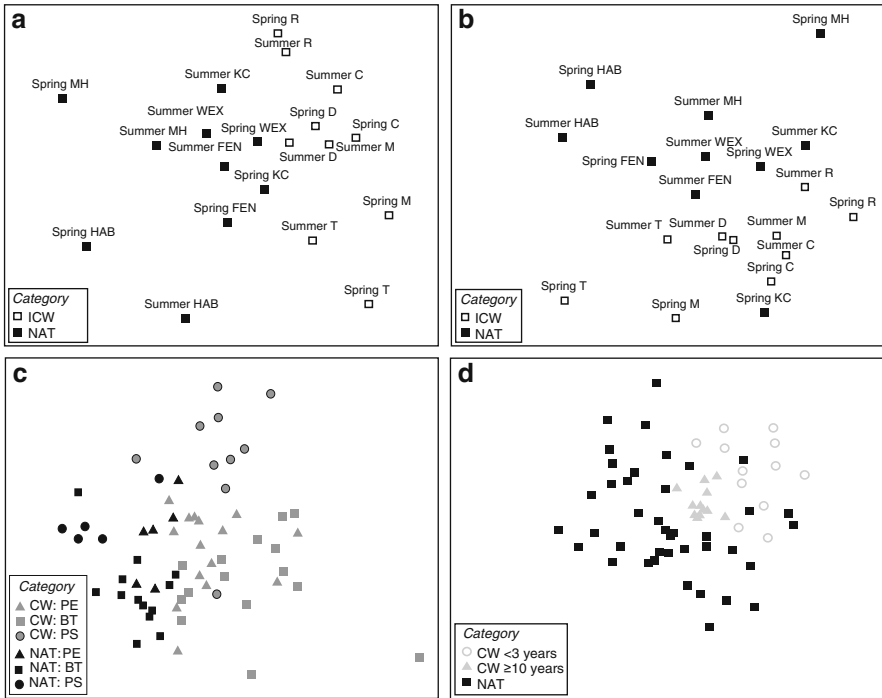 a
Spring R
Summer R
Summer KC
Summer C
Spring MH
Summer WEX
Spring D
Spring C
Summer MH
Spring WEX
Summer FEN
Summer D
Summer M
Spring KC
Spring FEN
Spring M
Summer T
Spring HAB
Summer HAB
Spring T
Category
ICW
NAT
b
Spring MH
Spring HAB
Summer MH
Summer HAB
Summer WEX
Summer KC
Spring FEN
Spring WEX
Summer R
Summer FEN
Spring R
Summer T
Summer D
Summer M
Spring D
Summer C
Spring C
Spring T
Spring M
Spring KC
Category
ICW
NAT
c
Category
CW: PE
CW: BT
CW: PS
NAT:PE
NAT: BT
NAT: PS
d
Category
CW <3 years
CW ≥10 years
NAT